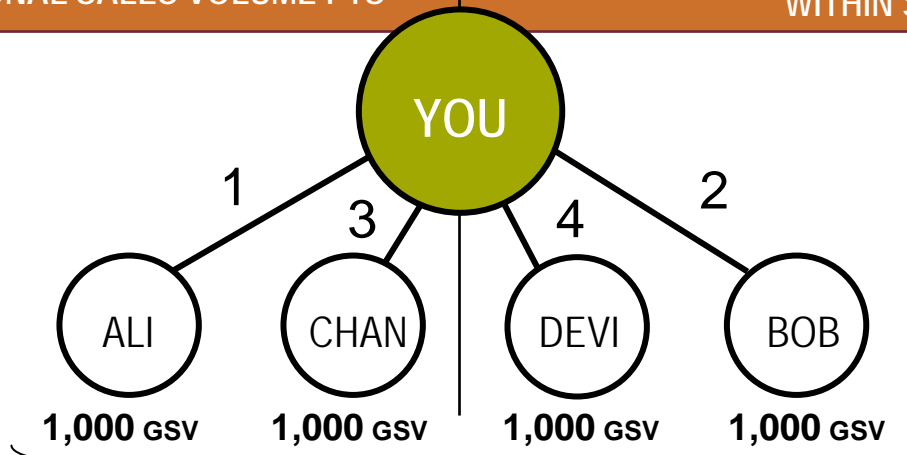 WITHIN
YOU
1
2
3
4
ALI
CHAN
DEVI
BOB
1,000 GSV
1,000 GSV
1,000 GSV
1,000 GSV